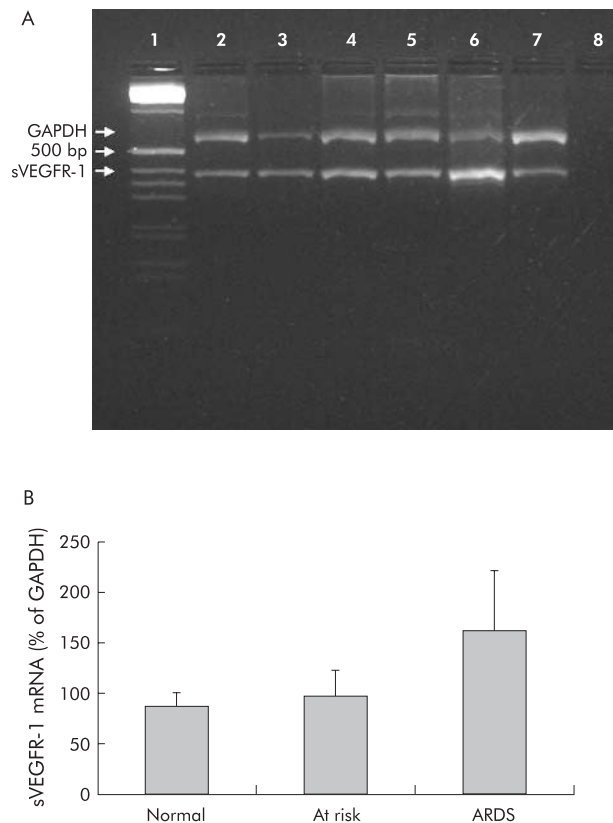 A
1 2 3 4 5 6 7 8
GAPDH
500 bp
sVEGFR-1
B
sVEGFR-1 mRNA (% of GAPDH)
250
200
150
100
50
0
Normal At risk ARDS